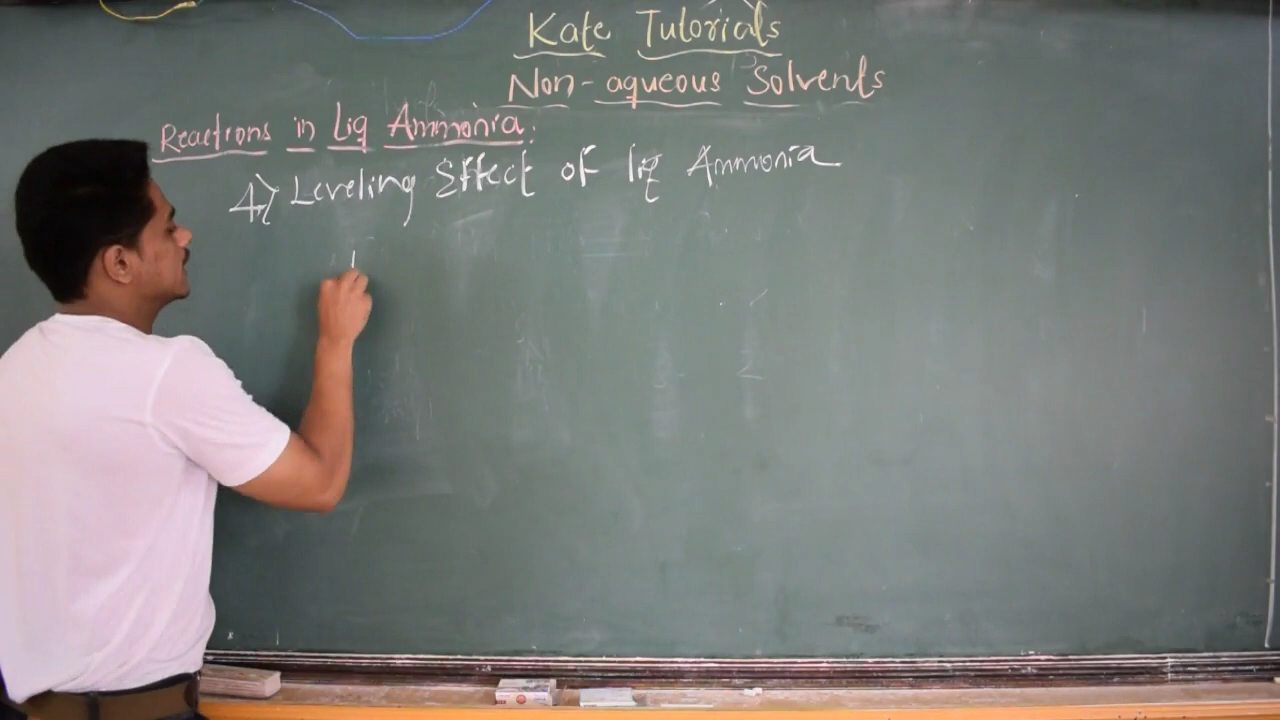 Kate Tutorials
Non-aqueous Solvents
Reactions in Liq Ammonia:
4} Leveling Effect of liq Ammonia